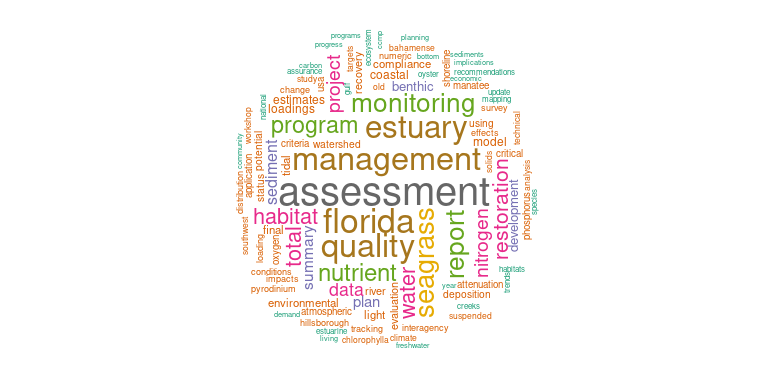 programs
planning
progress
ccmp
ecosystem
bahamense
numeric
bottom
sediments
carbon
targets
recovery
compliance
shoreline
implications
assurance
studye
usa
project
gulf
coastal
oyster
recommendations
economic
change
old
benthic
manatee
update
estimates
monitoring
mapping
national
loadings
survey
workshop
program
estuary
using
effects
technical
community
potential
criteria
watershed
model
management
tidal
solids
critical
application
sediment
status
distribution
assessment
restoration
analysis
species
development
phosphorus
southwest
habitat
florida
seagrass
report
nitrogen
final
total
loading
oxygen
summary
quality
conditions
impacts
nutrient
water
habitats
trends
pyrodinium
data
river
year
attenuation
deposition
environmental
plan
evaluation
creeks
demand
atmospheric
light
suspended
hillsborough
estuarine
tracking
interagency
living
chlorophylla
climate
freshwater